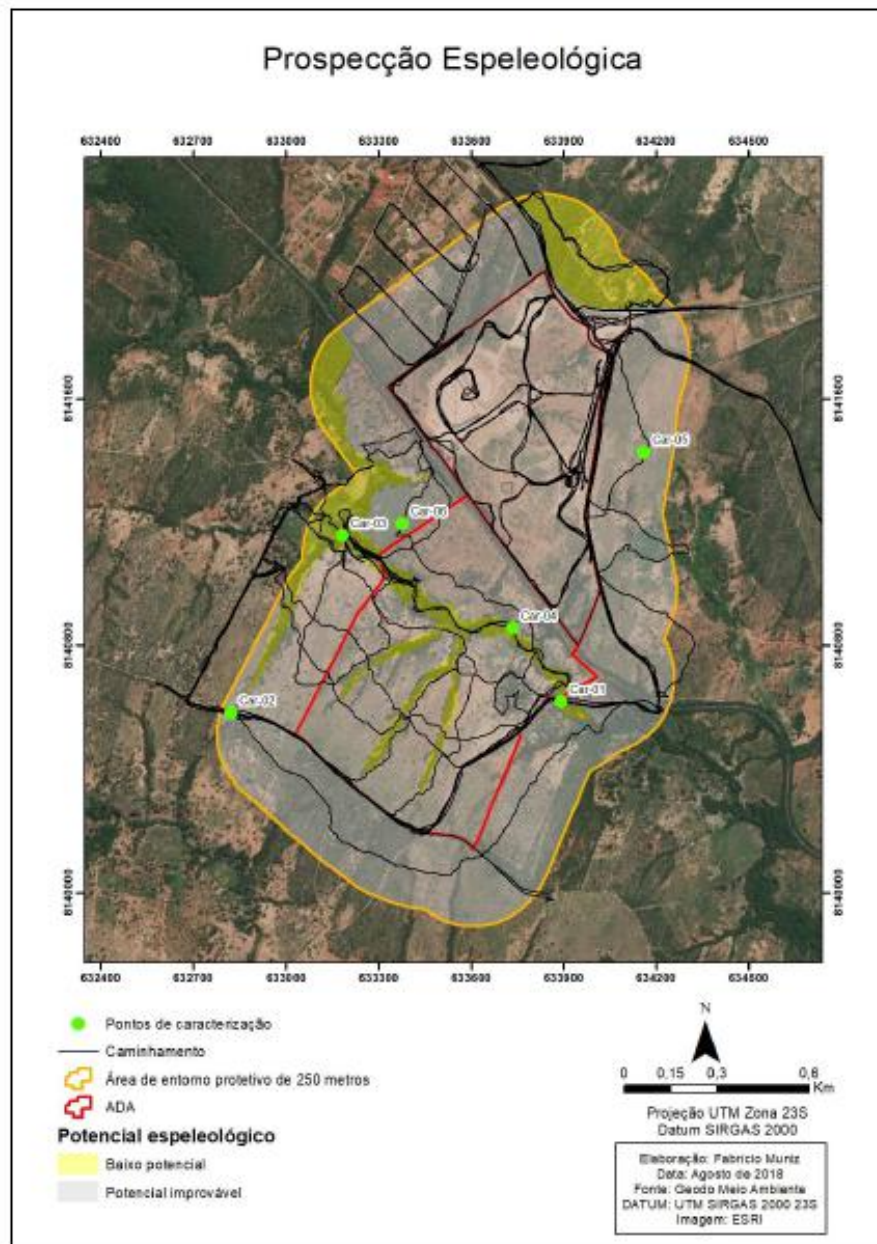 Prospecção Espeleológica
632400 632700 633000 633300 633600 633900 634200 634500
8141600 8141600
Car-05
Car-06
Car-03
8140800 8140800
Car-04
Car-01
Car-02
8140000 8140000
632400 632700 633000 633300 633600 633900 634200 634500
Pontos de caracterização
Caminhamento
Área de entorno protetivo de 250 metros
ADA
Potencial espeleológico
Baixo potencial
Potencial improvável
N
0 0,15 0,3 0,6
Km
Projeção UTM Zona 23S
Datum SIRGAS 2000
Elaboração: Fabricio Muniz
Data: Agosto de 2018
Fonte: Geodo Meio Ambiente
DATUM: UTM SIRGAS 2000 23S
Imagem: ESRI